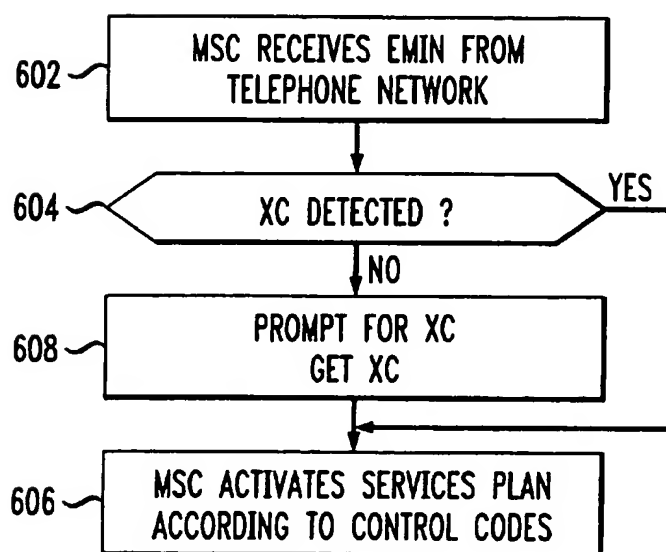 602
MSC RECEIVES EMIN FROM
TELEPHONE NETWORK
604
XC DETECTED ?
YES
NO
608
PROMPT FOR XC
GET XC
606
MSC ACTIVATES SERVICES PLAN
ACCORDING TO CONTROL CODES